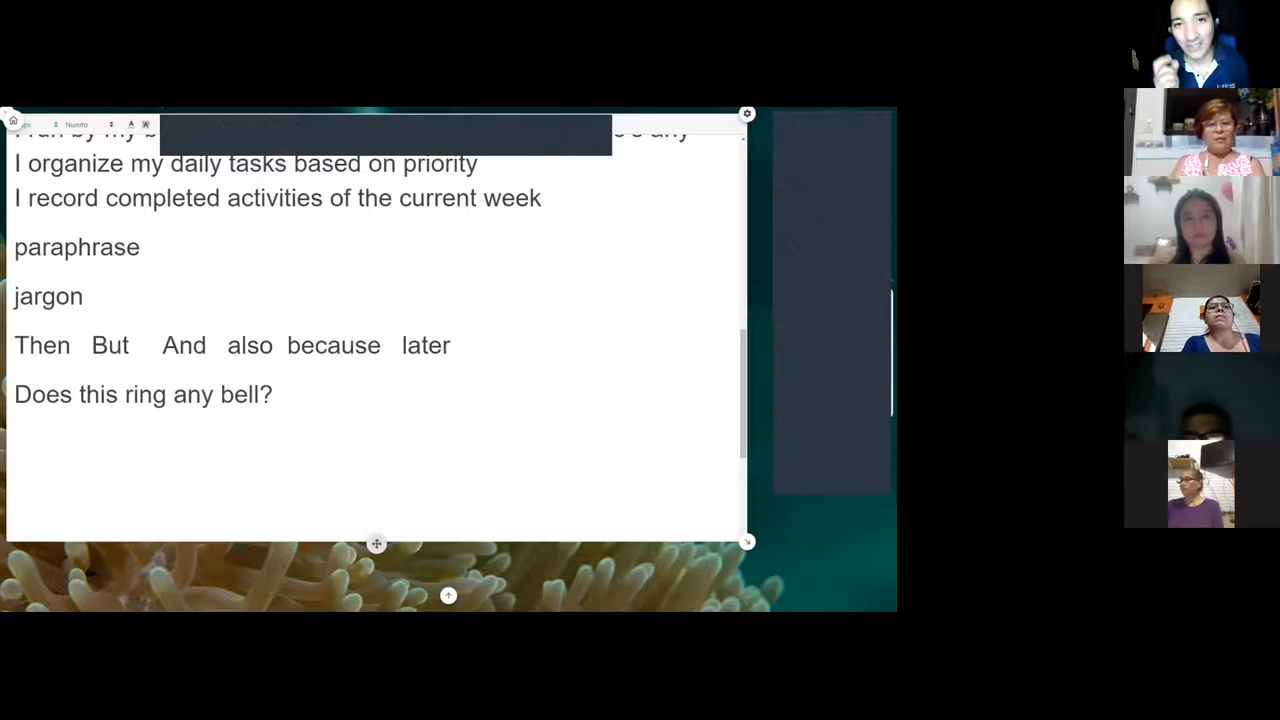 Nunito
I organize my daily tasks based on priority
I record completed activities of the current week
paraphrase
jargon
Then But And also because later
Does this ring any bell?